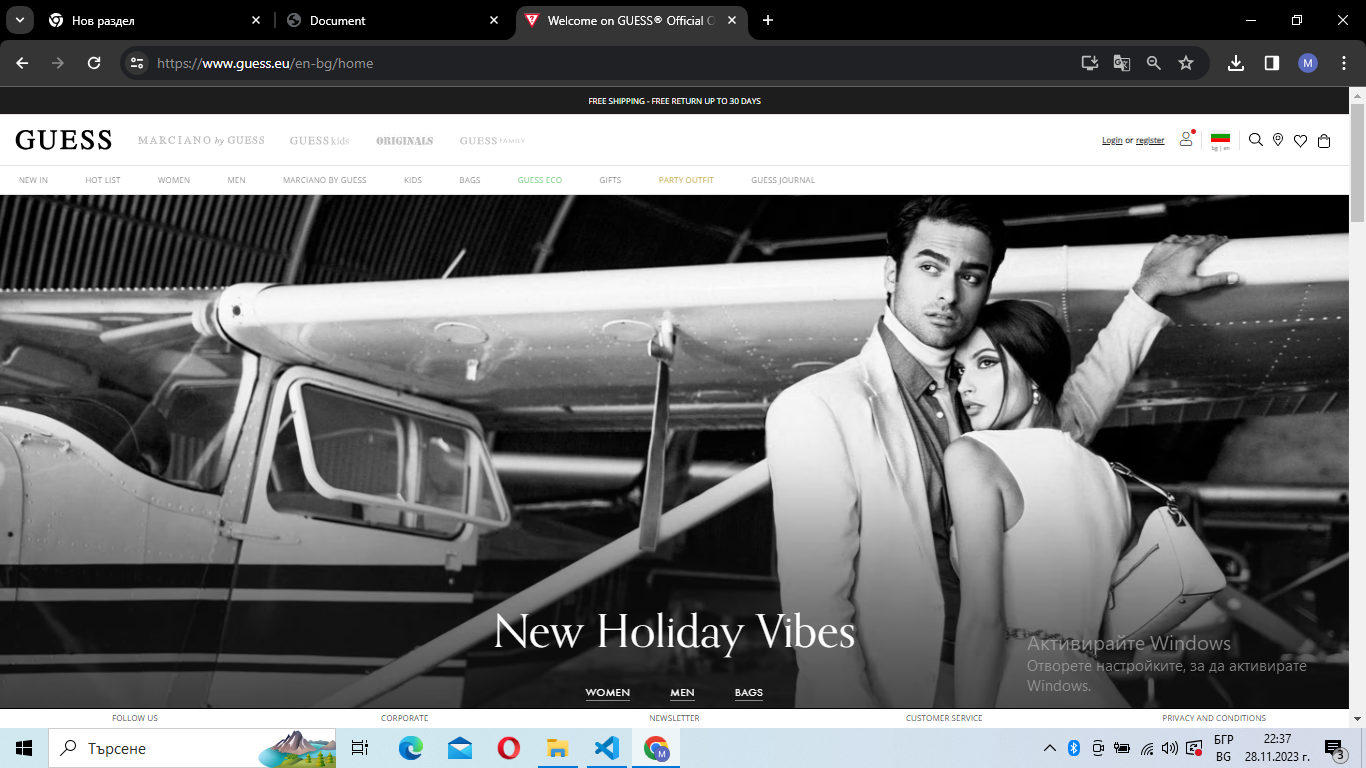 Нов раздел
Document
Welcome on GUESS® Official O
https://www.guess.eu/en-bg/home
M
FREE SHIPPING - FREE RETURN UP TO 30 DAYS
GUESS MARCIANO by GUESS GUESS kids ORIGINALS GUESS FAMILY
Login or register
bg | en
NEW IN HOT LIST WOMEN MEN MARCIANO BY GUESS KIDS BAGS GUESS ECO GIFTS PARTY OUTFIT GUESS JOURNAL
New Holiday Vibes
WOMEN MEN BAGS
Активирайте Windows
Отворете настройките, за да активирате
Windows.
FOLLOW US CORPORATE NEWSLETTER CUSTOMER SERVICE PRIVACY AND CONDITIONS
Търсене
M
БГР
BG
22:37
28.11.2023 г.
3